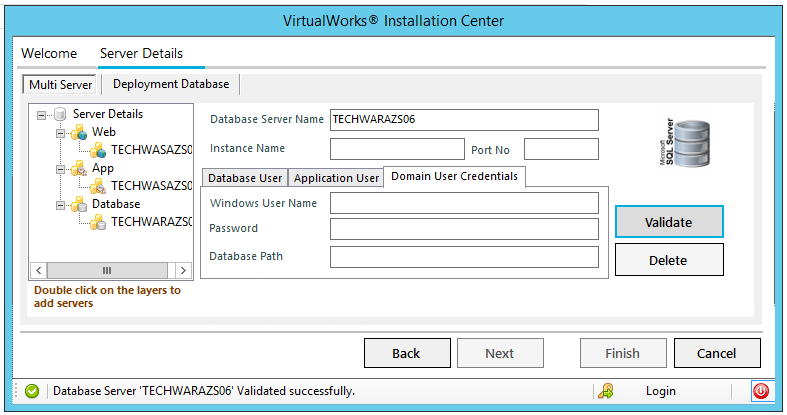 VirtualWorks® Installation Center
Welcome
Server Details
Multi Server
Deployment Database
Server Details
Web
TECHWASAZS0
App
TECHWASAZS0
Database
TECHWARAZS0
Double click on the layers to
add servers
Database Server Name
TECHWARAZS06
Instance Name
Port No
Database User
Application User
Domain User Credentials
Windows User Name
Password
Database Path
Microsoft
SQL Server
Validate
Delete
Back
Next
Finish
Cancel
Database Server 'TECHWARAZS06' Validated successfully.
Login